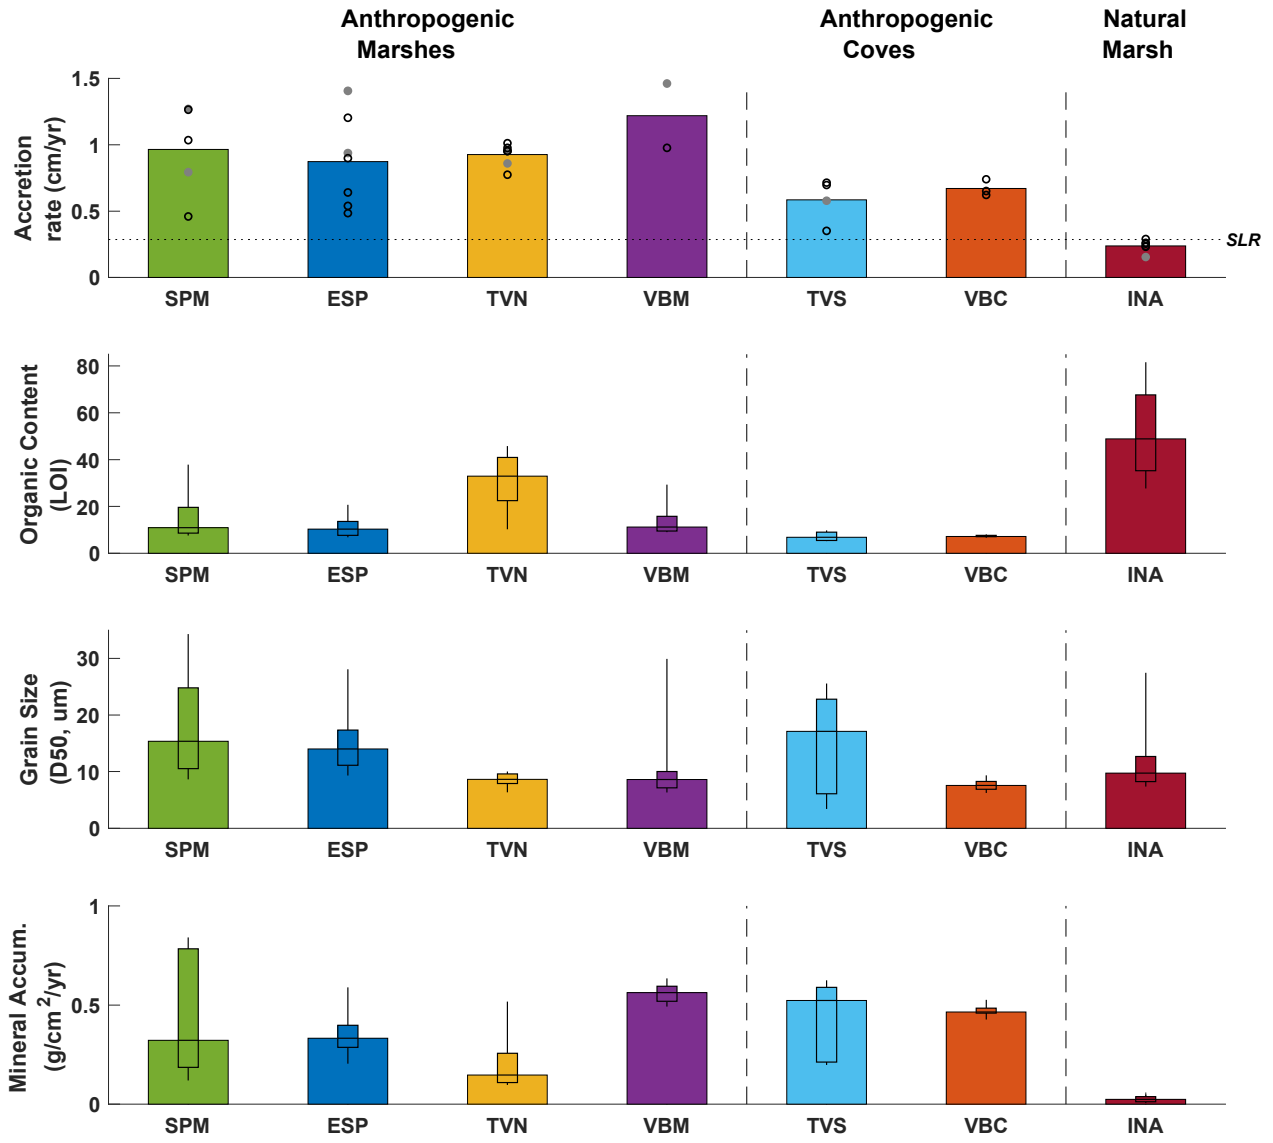 Anthropogenic Marshes
Anthropogenic Coves
Natural Marsh
Accretion rate (cm/yr)
1.5
1
0.5
0
SLR
SPM ESP TVN VBM TVS VBC INA
Organic Content (LOI)
80
60
40
20
0
SPM ESP TVN VBM TVS VBC INA
Grain Size (D50, um)
30
20
10
0
SPM ESP TVN VBM TVS VBC INA
Mineral Accum. (g/cm²/yr)
1
0.5
0
SPM ESP TVN VBM TVS VBC INA